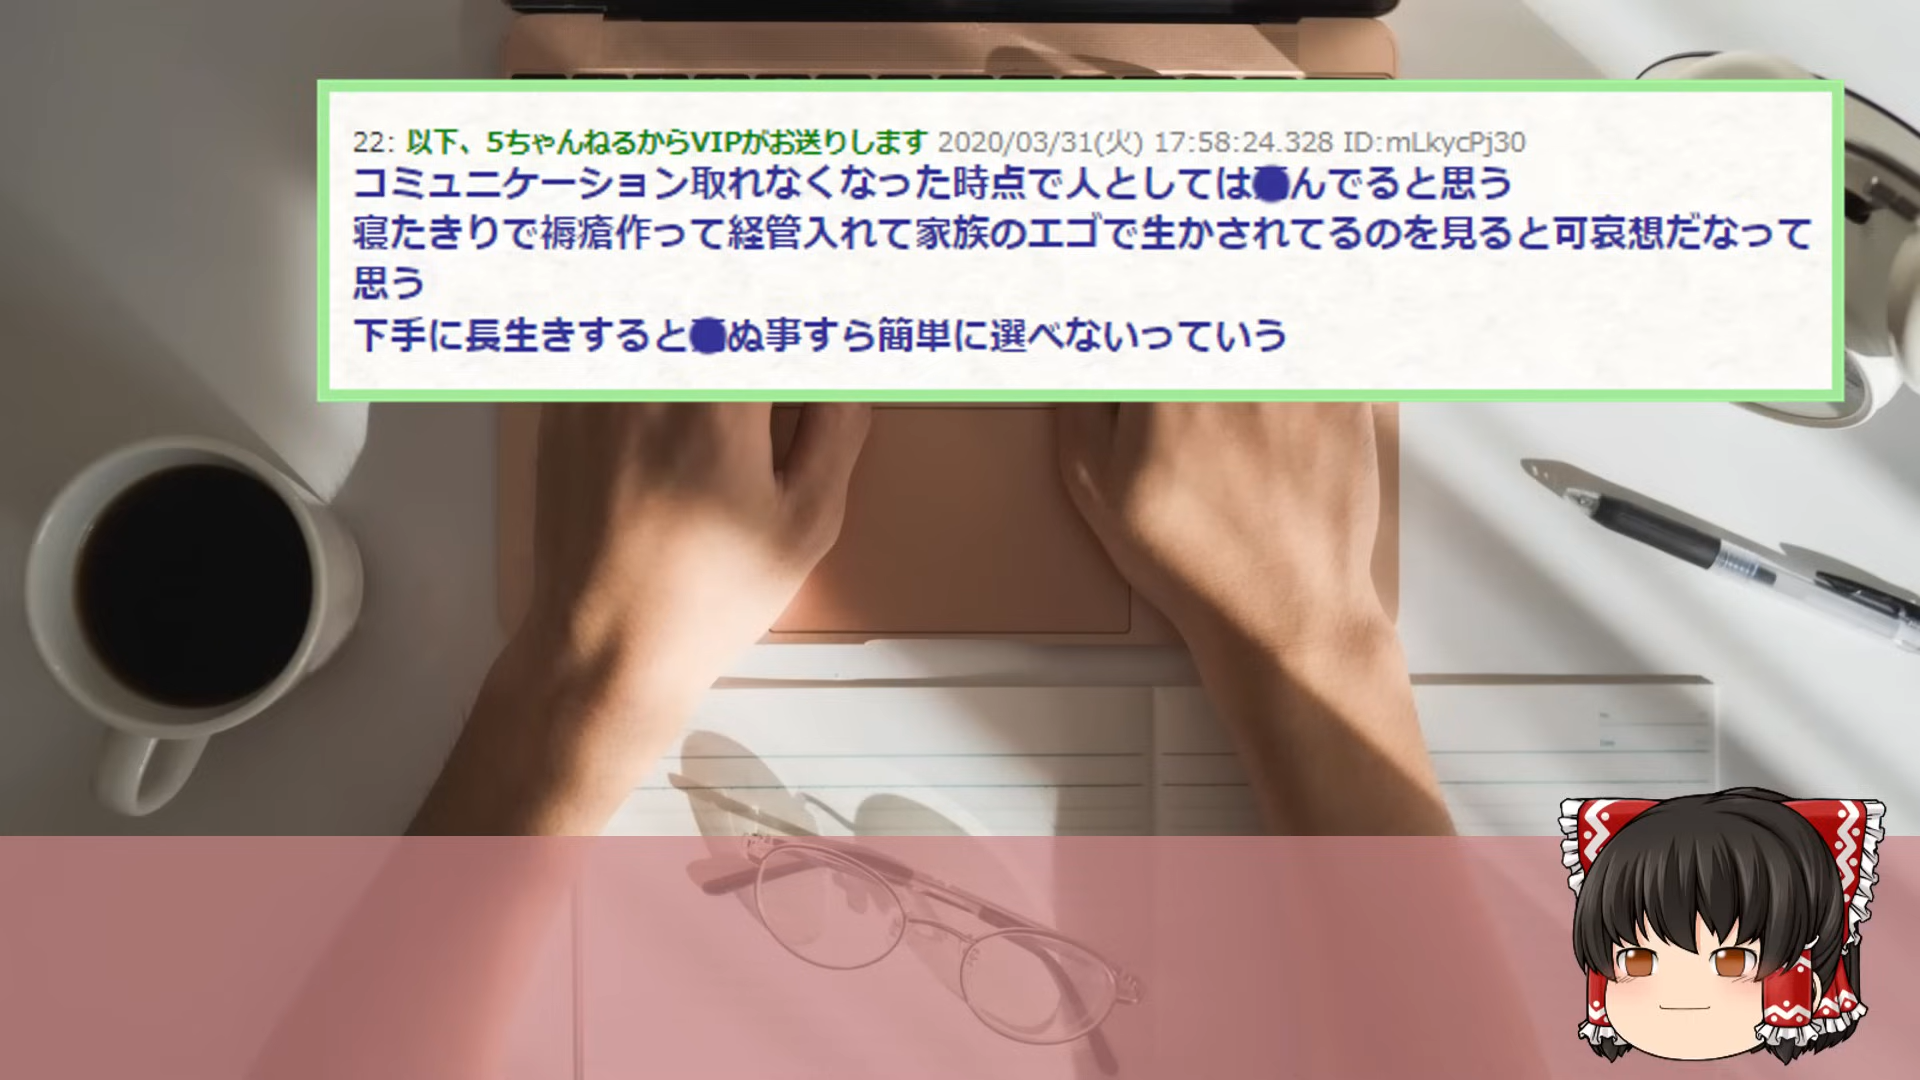 22: 以下、5ちゃんねるからVIPがお送りします 2020/03/31(火) 17:58:24.328 ID:mLkycPj30
コミュニケーション取れなくなった時点で人としては●んでると思う
寝たきりで褥瘡作って経管入れて家族のエゴで生かされてるのを見ると可哀想だなって
思う
下手に長生きすると●ぬ事すら簡単に選べないっていう